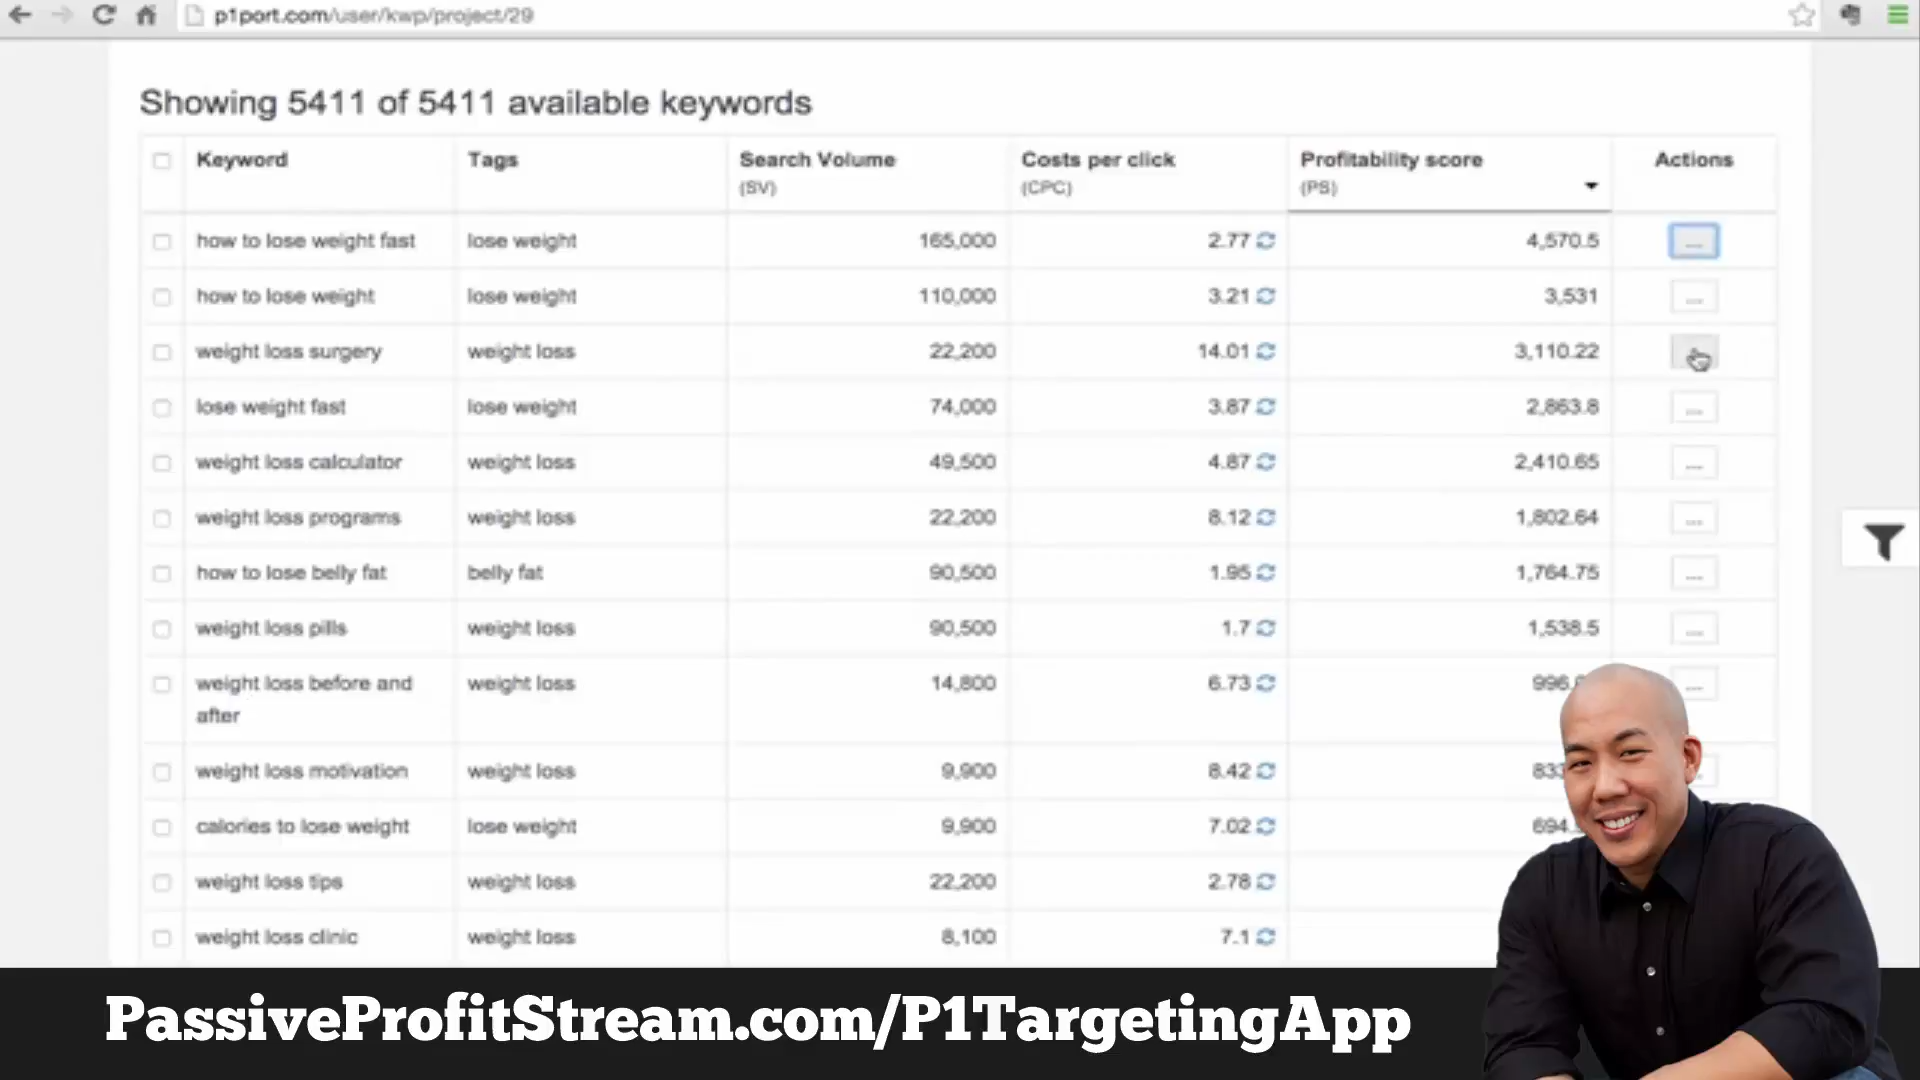 p1port.com/user/kwp/project/29
Showing 5411 of 5411 available keywords
Keyword Tags Search Volume Costs per click Profitability score Actions
(SV) (CPC) (PS)
how to lose weight fast lose weight 165,000 2.77 4,570.5 ...
how to lose weight lose weight 110,000 3.21 3,531 ...
weight loss surgery weight loss 22,200 14.01 3,110.22
lose weight fast lose weight 74,000 3.87 2,863.8 ...
weight loss calculator weight loss 49,500 4.87 2,410.65 ...
weight loss programs weight loss 22,200 8.12 1,802.64 ...
how to lose belly fat belly fat 90,500 1.95 1,764.75 ...
weight loss pills weight loss 90,500 1.7 1,538.5 ...
weight loss before and weight loss 14,800 6.73 996. ...
after
weight loss motivation weight loss 9,900 8.42 833
calories to lose weight lose weight 9,900 7.02 694.
weight loss tips weight loss 22,200 2.78
weight loss clinic weight loss 8,100 7.1
PassiveProfitStream.com/P1TargetingApp